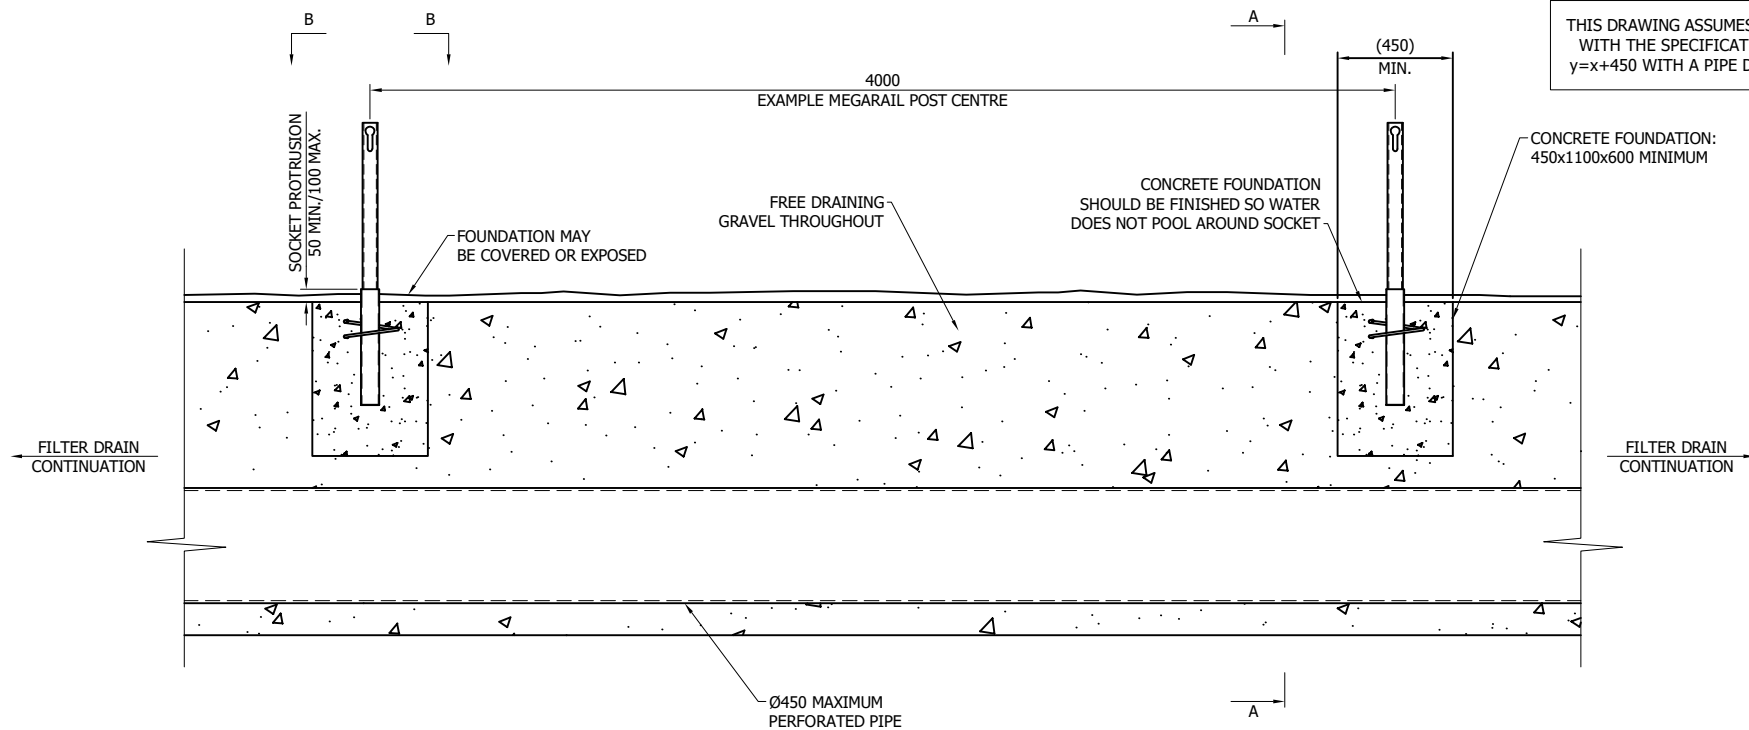 B
B
A
THIS DRAWING ASSUMES
WITH THE SPECIFICAT
y=x+450 WITH A PIPE D
(450)
MIN.
4000
EXAMPLE MEGARAIL POST CENTRE
SOCKET PROTRUSION
50 MIN./100 MAX.
CONCRETE FOUNDATION:
450x1100x600 MINIMUM
FREE DRAINING
GRAVEL THROUGHOUT
CONCRETE FOUNDATION
SHOULD BE FINISHED SO WATER
DOES NOT POOL AROUND SOCKET
FOUNDATION MAY
BE COVERED OR EXPOSED
FILTER DRAIN
CONTINUATION
FILTER DRAIN
CONTINUATION
Ø450 MAXIMUM
PERFORATED PIPE
A